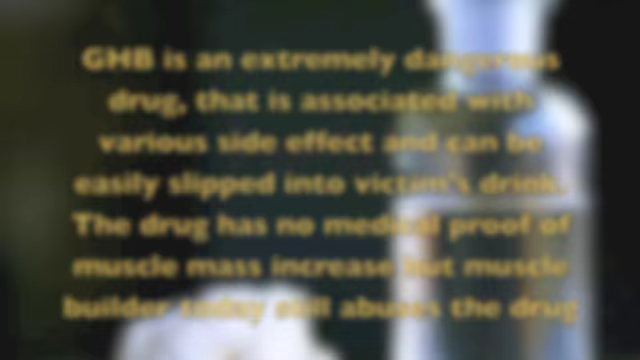 GHB is an extremely dangerous
drug, that is associated with
various side effect and can be
easily slipped into victim's drink.
The drug has no medical proof of
muscle mass increase but muscle
builder today still abuses the drug